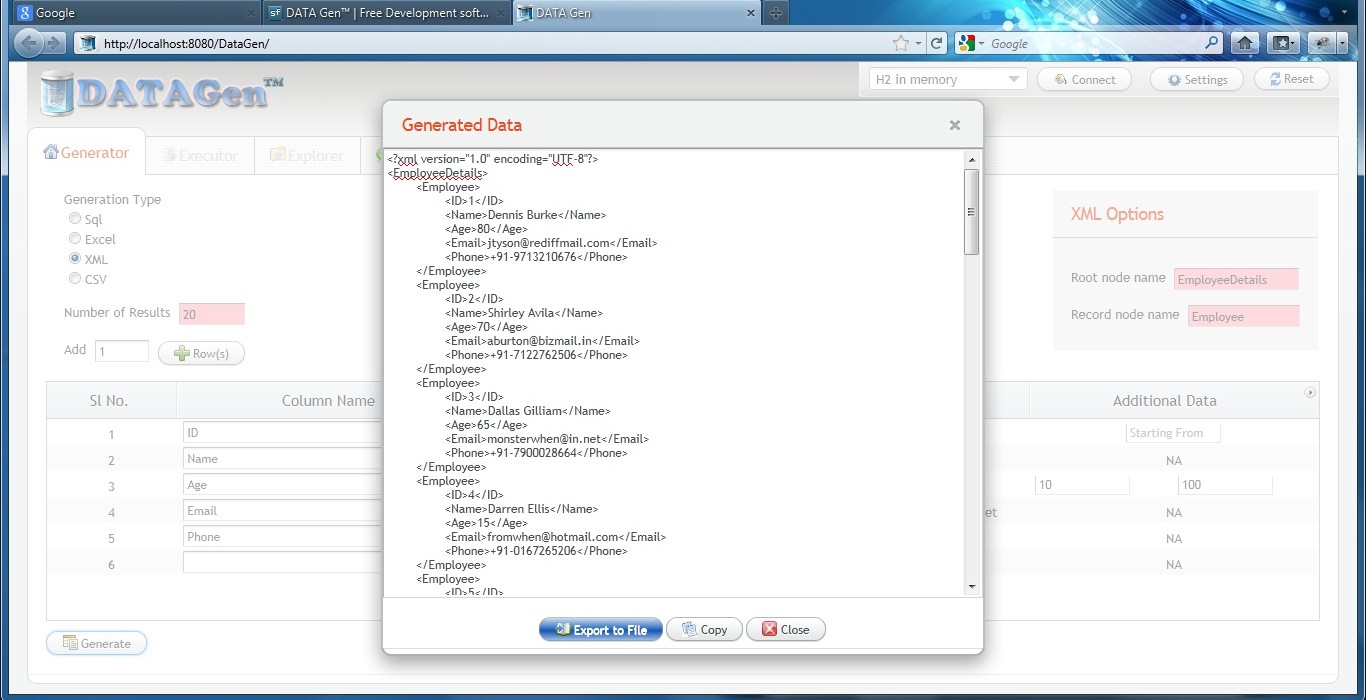 Google
DATA Gen™ | Free Development soft...
DATA Gen
http://localhost:8080/DataGen/
Google
DATAGen™
H2 in memory
Connect
Settings
Reset
Generator
Executor
Explorer
Generation Type
Sql
Excel
XML
CSV
Number of Results 20
Add 1 Row(s)
XML Options
Root node name EmployeeDetails
Record node name Employee
Sl No. Column Name Additional Data
1 ID Starting From
2 Name NA
3 Age 10 100
4 Email et NA
5 Phone NA
6 NA
Generate
Generated Data
<?xml version="1.0" encoding="UTF-8"?>
<EmployeeDetails>
<Employee>
<ID>1</ID>
<Name>Dennis Burke</Name>
<Age>80</Age>
<Email>jtyson@rediffmail.com</Email>
<Phone>+91-9713210676</Phone>
</Employee>
<Employee>
<ID>2</ID>
<Name>Shirley Avila</Name>
<Age>70</Age>
<Email>aburton@bizmail.in</Email>
<Phone>+91-7122762506</Phone>
</Employee>
<Employee>
<ID>3</ID>
<Name>Dallas Gilliam</Name>
<Age>65</Age>
<Email>monsterwhen@in.net</Email>
<Phone>+91-7900028664</Phone>
</Employee>
<Employee>
<ID>4</ID>
<Name>Darren Ellis</Name>
<Age>15</Age>
<Email>fromwhen@hotmail.com</Email>
<Phone>+91-0167265206</Phone>
</Employee>
<Employee>
<ID>5</ID>
Export to File
Copy
Close